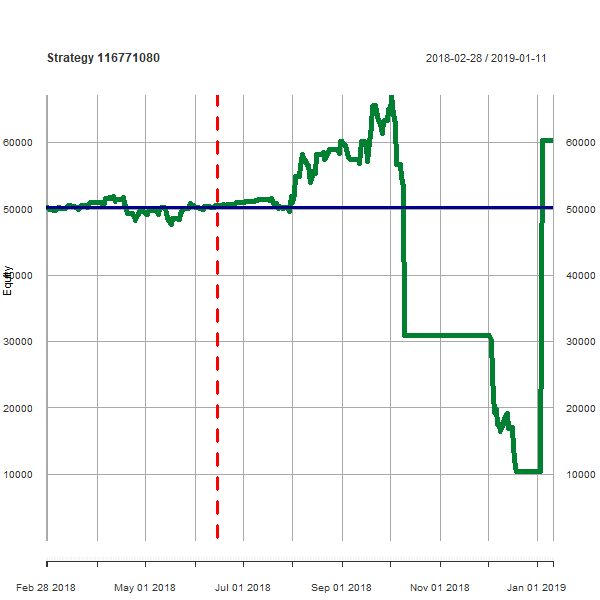 Strategy 116771080 2018-02-28 / 2019-01-11
60000 60000
50000 50000
Equity
40000 40000
30000 30000
20000 20000
10000 10000
Feb 28 2018 May 01 2018 Jul 01 2018 Sep 01 2018 Nov 01 2018 Jan 01 2019